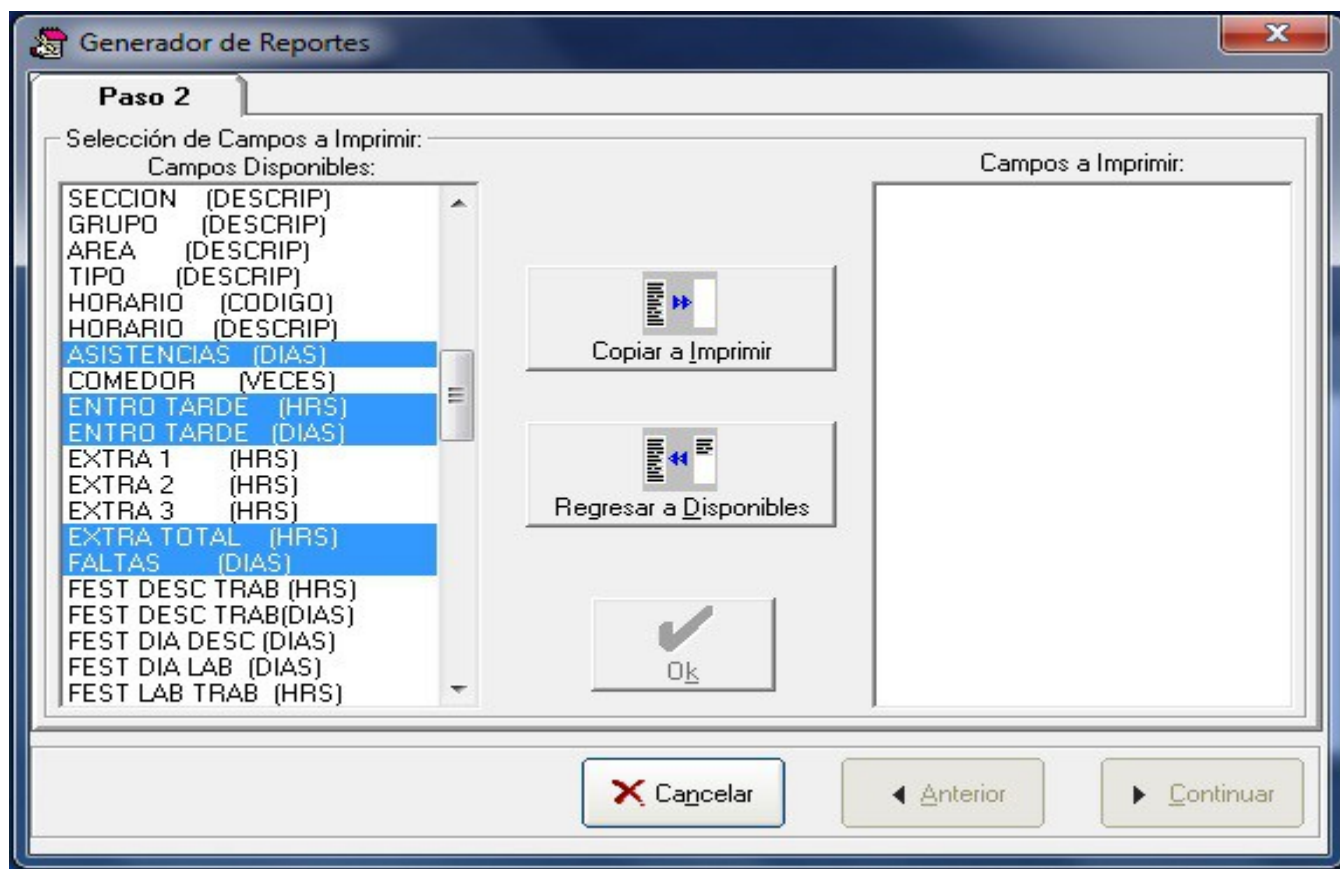 Generador de Reportes
Paso 2
Selección de Campos a Imprimir:
Campos Disponibles:
SECCION (DESCRIP)
GRUPO (DESCRIP)
AREA (DESCRIP)
TIPO (DESCRIP)
HORARIO (CODIGO)
HORARIO (DESCRIP)
ASISTENCIAS (DIAS)
COMEDOR (VECES)
ENTRO TARDE (HRS)
ENTRO TARDE (DIAS)
EXTRA 1 (HRS)
EXTRA 2 (HRS)
EXTRA 3 (HRS)
EXTRA TOTAL (HRS)
FALTAS (DIAS)
FEST DESC TRAB (HRS)
FEST DESC TRAB(DIAS)
FEST DIA DESC (DIAS)
FEST DIA LAB (DIAS)
FEST LAB TRAB (HRS)
Copiar a Imprimir
Regresar a Disponibles
Ok
Campos a Imprimir:
Cancelar
Anterior
Continuar